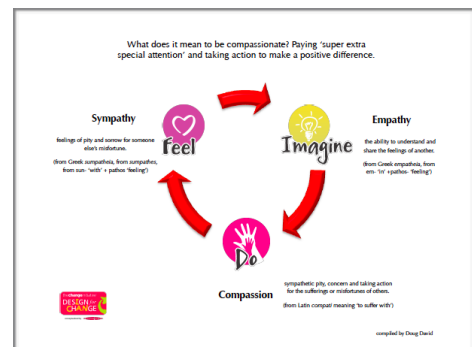 What does it mean to be compassionate? Paying ‘super extra
special attention’ and taking action to make a positive difference.
Sympathy
feelings of pity and sorrow for someone
else's misfortune.
(from Greek sumpatheia, from sumpathes,
from sun- ‘with’ + pathos ‘feeling’)
Feel
Imagine
Empathy
the ability to understand and
share the feelings of another.
(from Greek empatheia, from
em- ‘in’ +pathos- ‘feeling’)
Do
Compassion
sympathetic pity, concern and taking action
for the sufferings or misfortunes of others.
(from Latin compati meaning ‘to suffer with’)
DESIGN for
CHANGE
compiled by Doug David